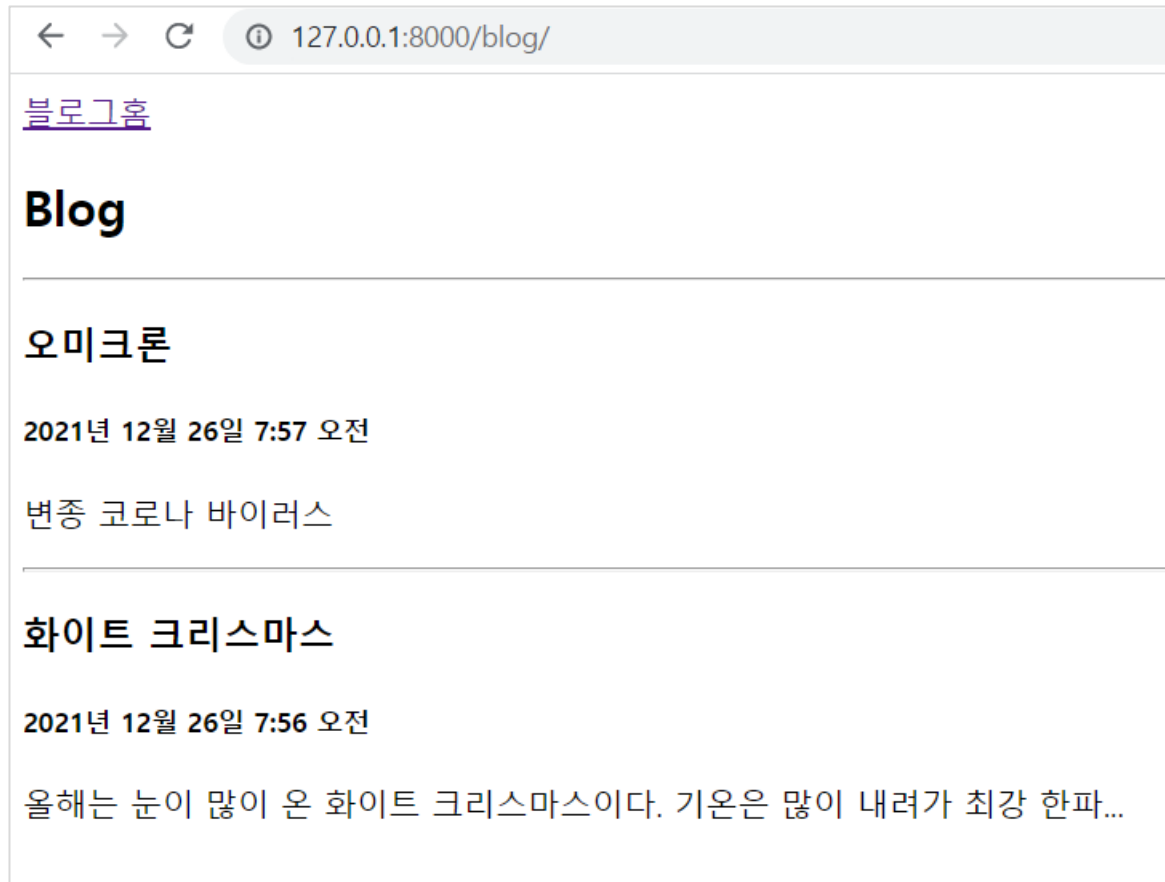 127.0.0.1:8000/blog/
블로그홈
Blog
오미크론
2021년 12월 26일 7:57 오전
변종 코로나 바이러스
화이트 크리스마스
2021년 12월 26일 7:56 오전
올해는 눈이 많이 온 화이트 크리스마스이다. 기온은 많이 내려가 최강 한파...